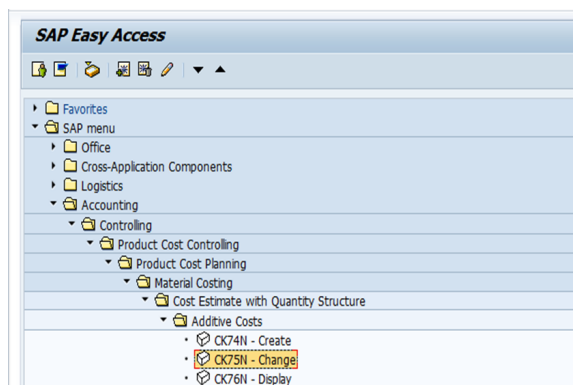 SAP Easy Access
Favorites
SAP menu
Office
Cross-Application Components
Logistics
Accounting
Controlling
Product Cost Controlling
Product Cost Planning
Material Costing
Cost Estimate with Quantity Structure
Additive Costs
CK74N - Create
CK75N - Change
CK76N - Display